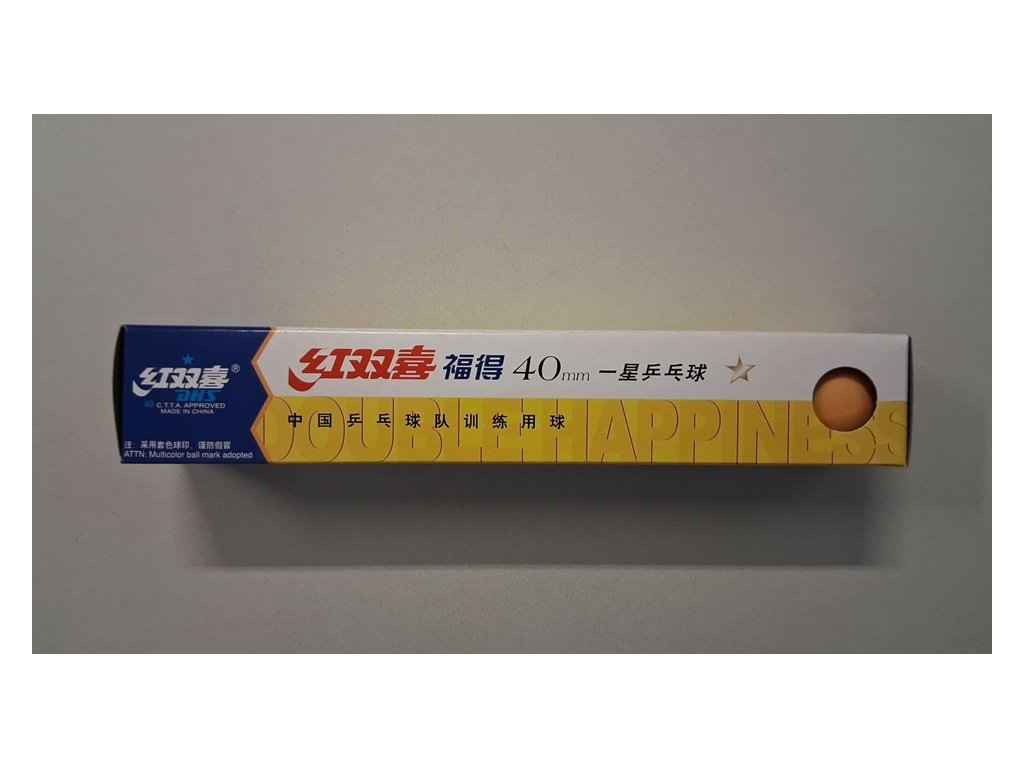 红双喜®
DHS
40 C.T.T.A. APPROVED
MADE IN CHINA
注：采用套色球印、谨防假冒
ATTN: Multicolor ball mark adopted
红双喜 福得 40mm 一星乒乓球
中国乒乓球队训练用球
DOUBLE HAPPINESS